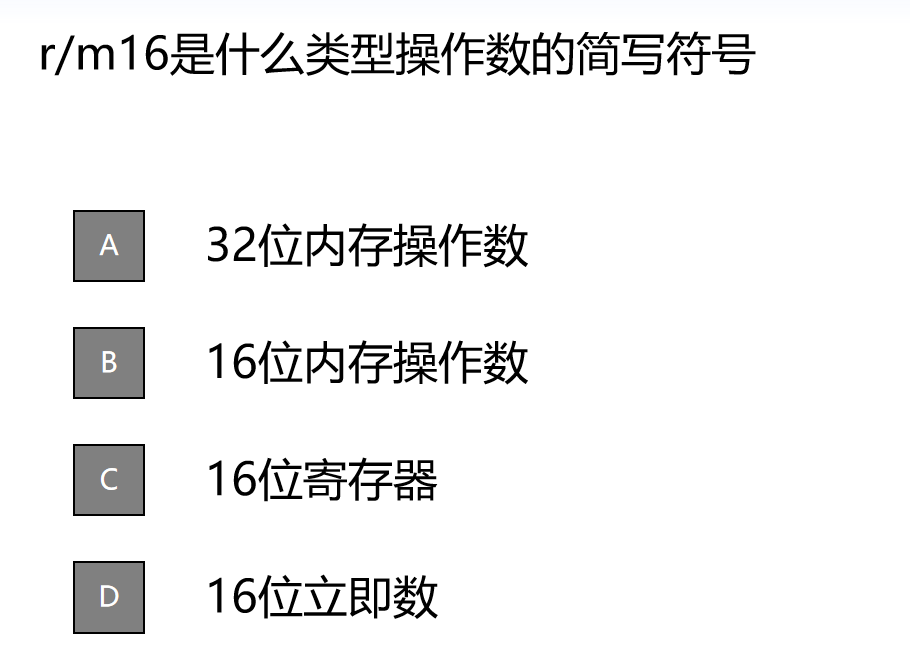 r/m16是什么类型操作数的简写符号
A 32位内存操作数
B 16位内存操作数
C 16位寄存器
D 16位立即数